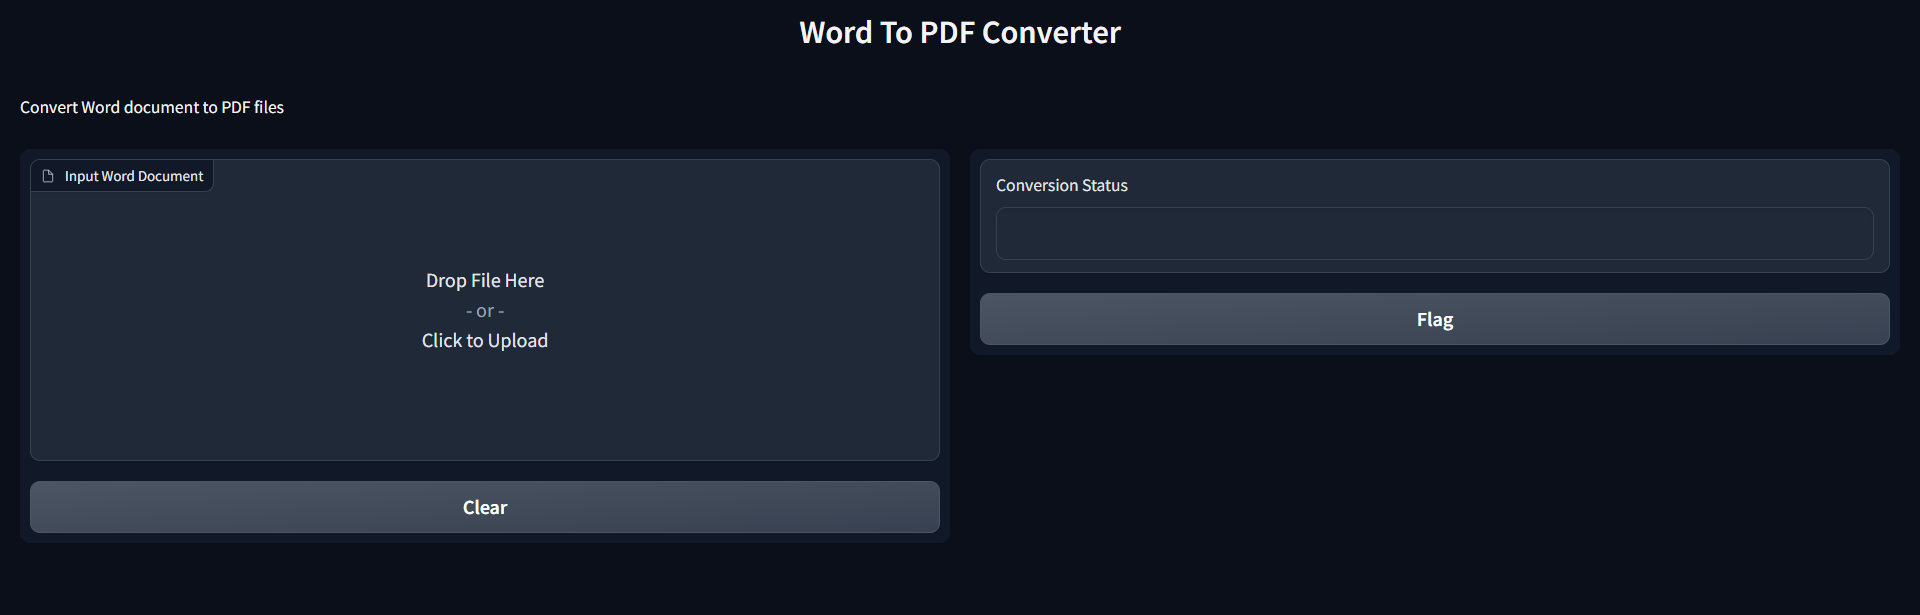 Word To PDF Converter
Convert Word document to PDF files
Input Word Document
Drop File Here
- or -
Click to Upload
Clear
Conversion Status
Flag